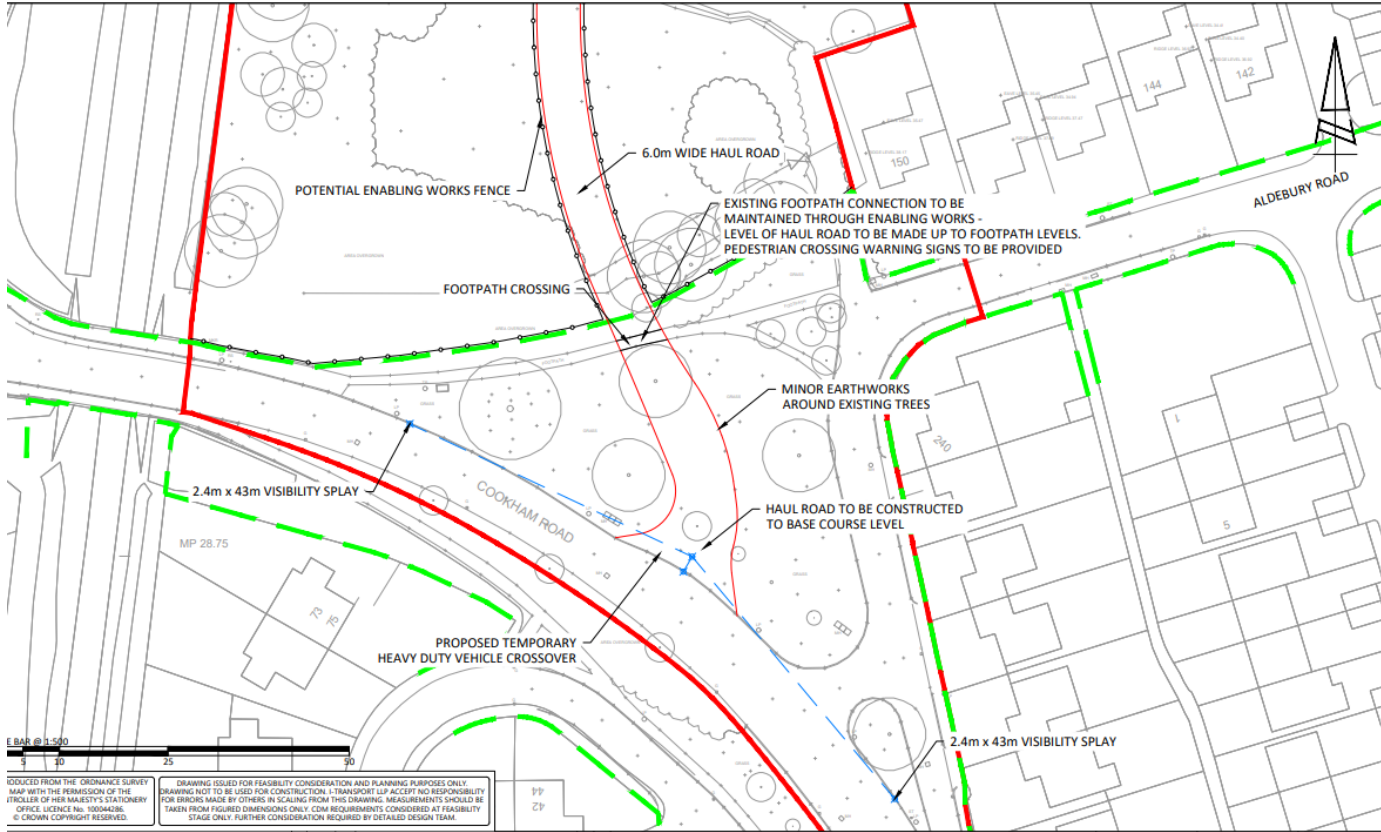 6.0m WIDE HAUL ROAD
POTENTIAL ENABLING WORKS FENCE
EXISTING FOOTPATH CONNECTION TO BE
MAINTAINED THROUGH ENABLING WORKS -
LEVEL OF HAUL ROAD TO BE MADE UP TO FOOTPATH LEVELS.
PEDESTRIAN CROSSING WARNING SIGNS TO BE PROVIDED
144
142
150
ALDEBURY ROAD
FOOTPATH CROSSING
MINOR EARTHWORKS
AROUND EXISTING TREES
240
1
5
2.4m x 43m VISIBILITY SPLAY
COOKHAM ROAD
HAUL ROAD TO BE CONSTRUCTED
TO BASE COURSE LEVEL
MP 28.75
73
75
PROPOSED TEMPORARY
HEAVY DUTY VEHICLE CROSSOVER
2.4m x 43m VISIBILITY SPLAY
44
42
E BAR @ 1:500
5 10 25 50
ODUCED FROM THE ORDNANCE SURVEY
MAP WITH THE PERMISSION OF THE
NTROLLER OF HER MAJESTY'S STATIONERY
OFFICE. LICENCE No. 100044286.
© CROWN COPYRIGHT RESERVED.
DRAWING ISSUED FOR FEASIBILITY CONSIDERATION AND PLANNING PURPOSES ONLY.
DRAWING NOT TO BE USED FOR CONSTRUCTION. I-TRANSPORT LLP ACCEPT NO RESPONSIBILITY
FOR ERRORS MADE BY OTHERS IN SCALING FROM THIS DRAWING. MEASUREMENTS SHOULD BE
TAKEN FROM FIGURED DIMENSIONS ONLY. CDM REQUIREMENTS CONSIDERED AT FEASIBILITY
STAGE ONLY. FURTHER CONSIDERATION REQUIRED BY DETAILED DESIGN TEAM.